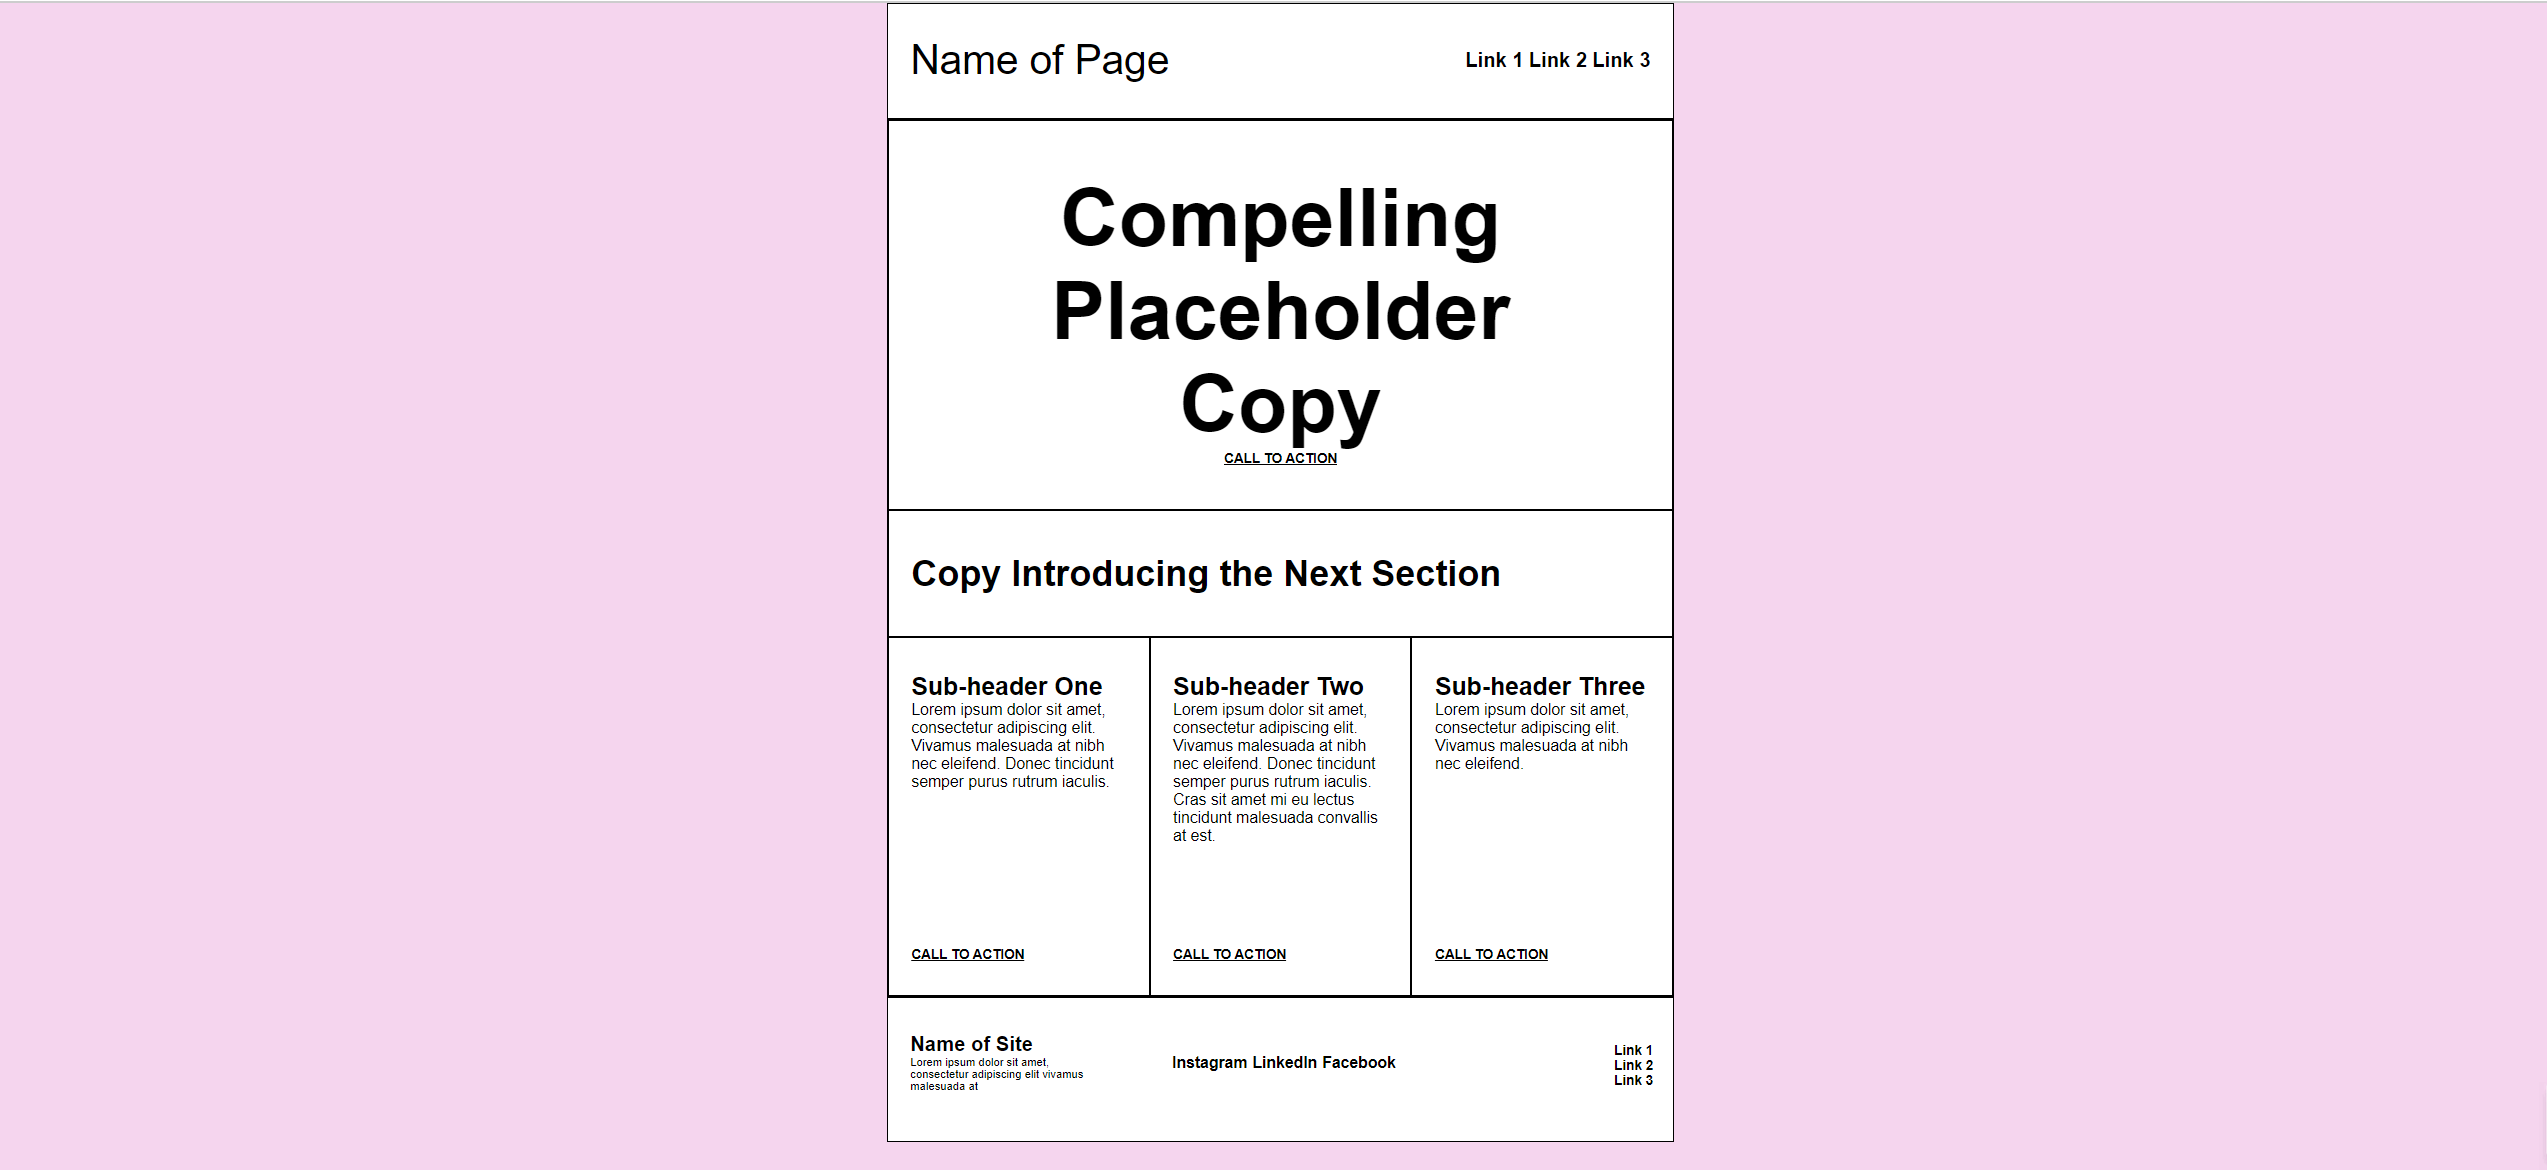 Name of Page
Link 1 Link 2 Link 3
Compelling
Placeholder
Copy
CALL TO ACTION
Copy Introducing the Next Section
Sub-header One
Lorem ipsum dolor sit amet,
consectetur adipiscing elit.
Vivamus malesuada at nibh
nec eleifend. Donec tincidunt
semper purus rutrum iaculis.
CALL TO ACTION
Sub-header Two
Lorem ipsum dolor sit amet,
consectetur adipiscing elit.
Vivamus malesuada at nibh
nec eleifend. Donec tincidunt
semper purus rutrum iaculis.
Cras sit amet mi eu lectus
tincidunt malesuada convallis
at est.
CALL TO ACTION
Sub-header Three
Lorem ipsum dolor sit amet,
consectetur adipiscing elit.
Vivamus malesuada at nibh
nec eleifend.
CALL TO ACTION
Name of Site
Lorem ipsum dolor sit amet,
consectetur adipiscing elit vivamus
malesuada at
Instagram LinkedIn Facebook
Link 1
Link 2
Link 3